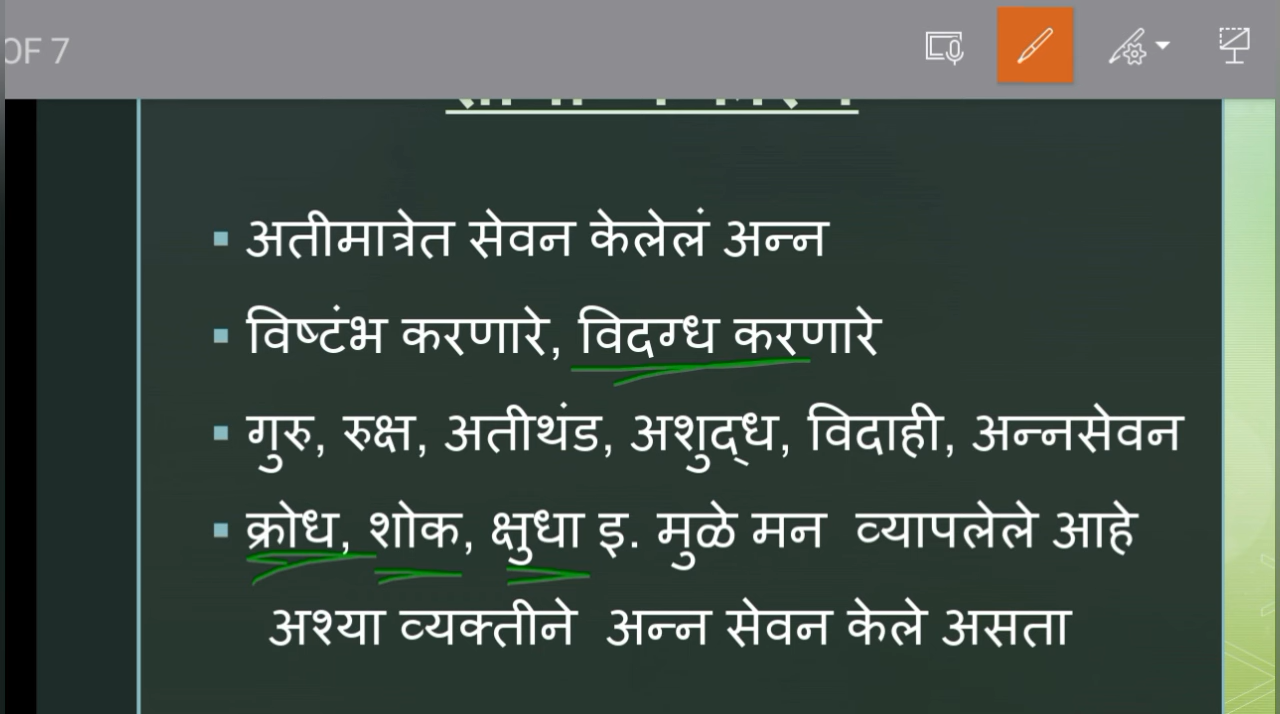 OF 7
अतीमात्रेत सेवन केलेलं अन्न
विष्टंभ करणारे, विदग्ध करणारे
गुरु, रुक्ष, अतीथंड, अशुद्ध, विदाही, अन्नसेवन
क्रोध, शोक, क्षुधा इ. मुळे मन व्यापलेले आहे
अश्या व्यक्तीने अन्न सेवन केले असता